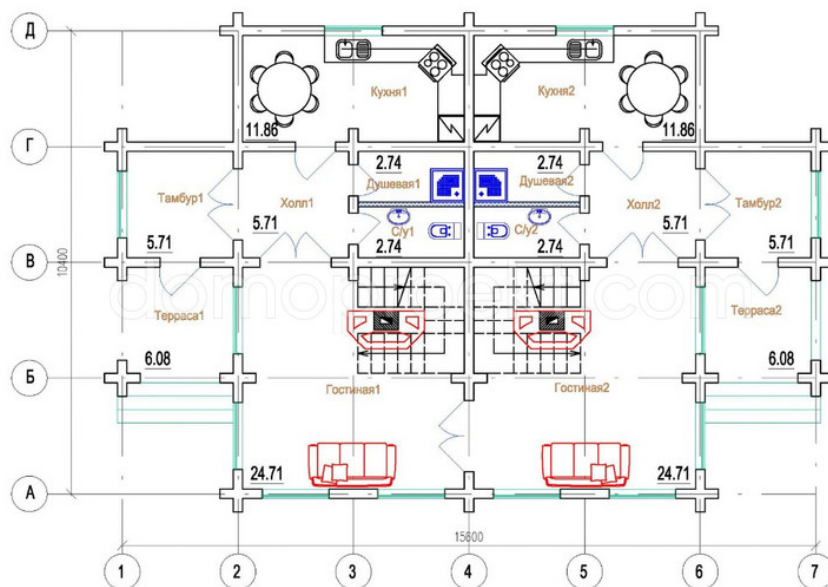 Д
Кухня1
Кухня2
11.86
11.86
Г
2.74
2.74
Душевая1
Душевая2
Тамбур1
Холл1
Холл2
Тамбур2
С/у1
С/у2
5.71
5.71
2.74
2.74
5.71
5.71
В
10400
Терраса1
Терраса2
6.08
6.08
Б
Гостиная1
Гостиная2
24.71
24.71
А
15600
1
2
3
4
5
6
7